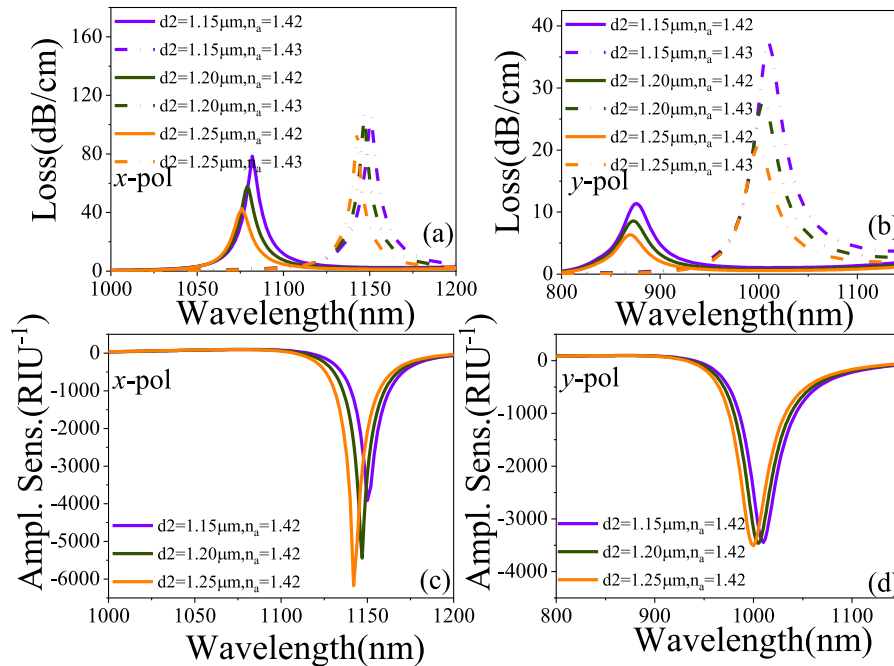 160
120
80
40
0
Loss(dB/cm)
d2=1.15μm,nₐ=1.42
d2=1.15μm,nₐ=1.43
d2=1.20μm,nₐ=1.42
d2=1.20μm,nₐ=1.43
d2=1.25μm,nₐ=1.42
d2=1.25μm,nₐ=1.43
x-pol
(a)
1000 1050 1100 1150 1200
Wavelength(nm)
40
30
20
10
0
Loss(dB/cm)
d2=1.15μm,nₐ=1.42
d2=1.15μm,nₐ=1.43
d2=1.20μm,nₐ=1.42
d2=1.20μm,nₐ=1.43
d2=1.25μm,nₐ=1.42
d2=1.25μm,nₐ=1.43
y-pol
(b)
800 900 1000 1100
Wavelength(nm)
0
-1000
-2000
-3000
-4000
-5000
-6000
Ampl. Sens.(RIU⁻¹)
x-pol
d2=1.15μm,nₐ=1.42
d2=1.20μm,nₐ=1.42
d2=1.25μm,nₐ=1.42
(c)
1000 1050 1100 1150 1200
Wavelength(nm)
0
-1000
-2000
-3000
-4000
Ampl. Sens.(RIU⁻¹)
y-pol
d2=1.15μm,nₐ=1.42
d2=1.20μm,nₐ=1.42
d2=1.25μm,nₐ=1.42
(d)
800 900 1000 1100
Wavelength(nm)